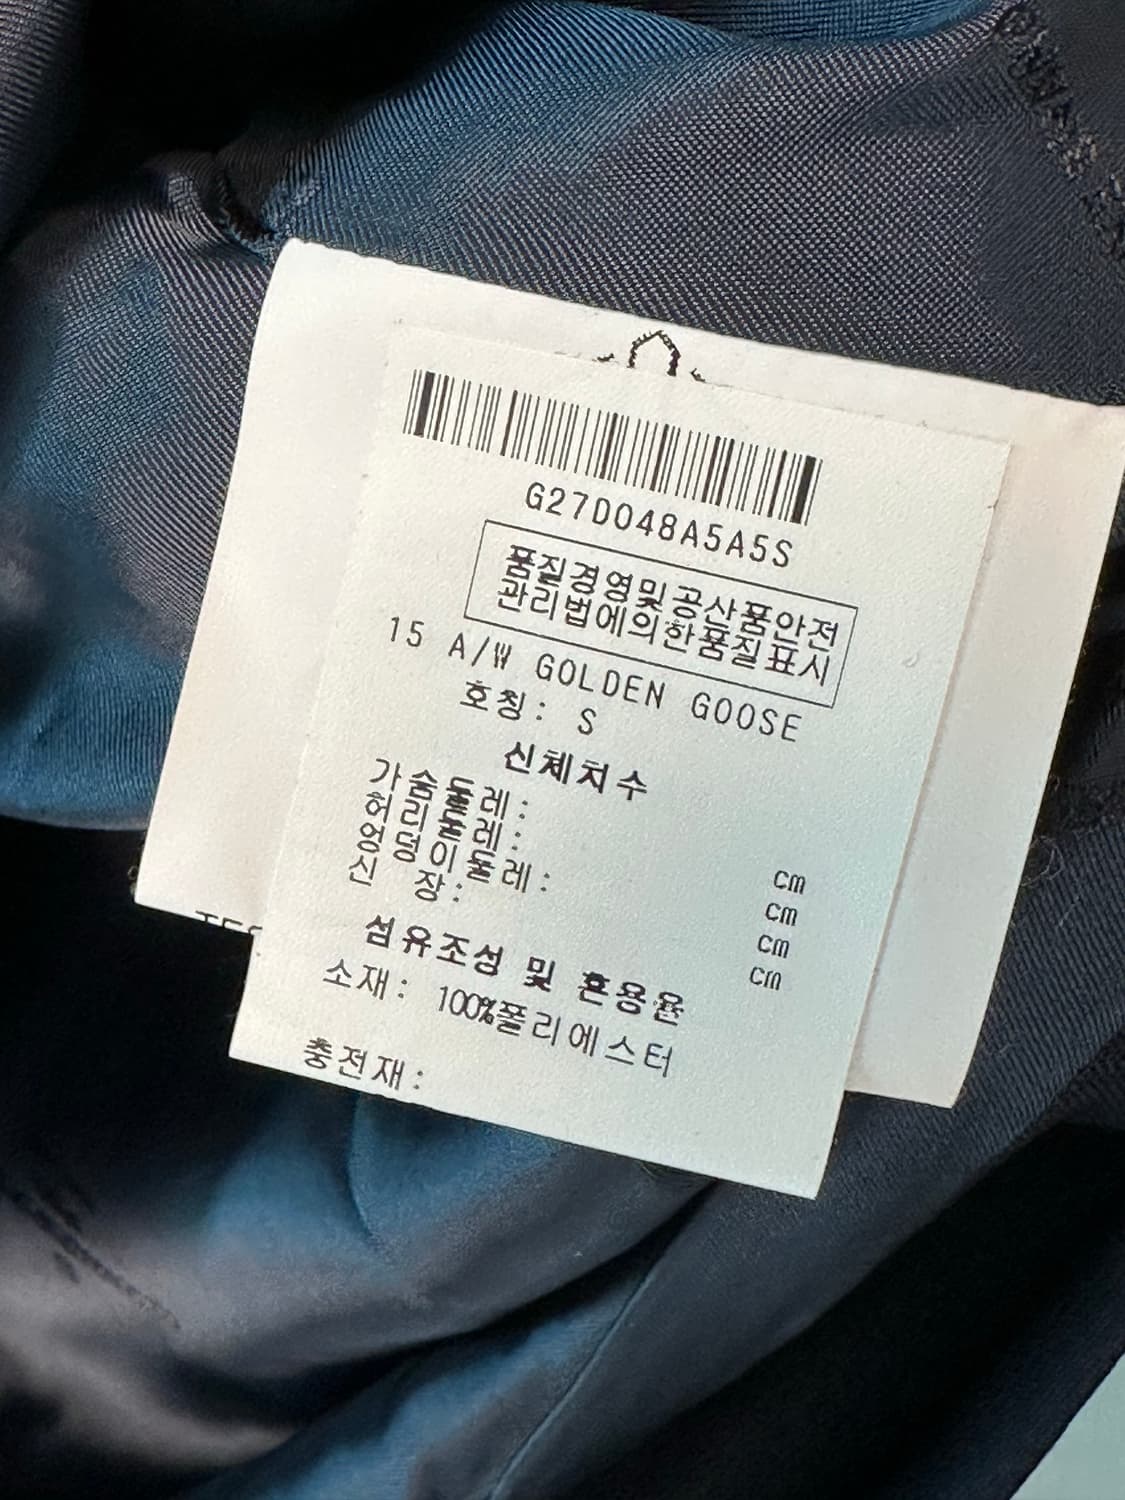 G27D048A5A5S
품질경영및공산품안전
관리법에의한품질표시
15 A/W GOLDEN GOOSE
호칭: S
신체치수
가슴둘레: cm
허리둘레: cm
엉덩이둘레: cm
신 장: cm
섬유조성 및 혼용율
소재: 100%폴리에스터
충전재: